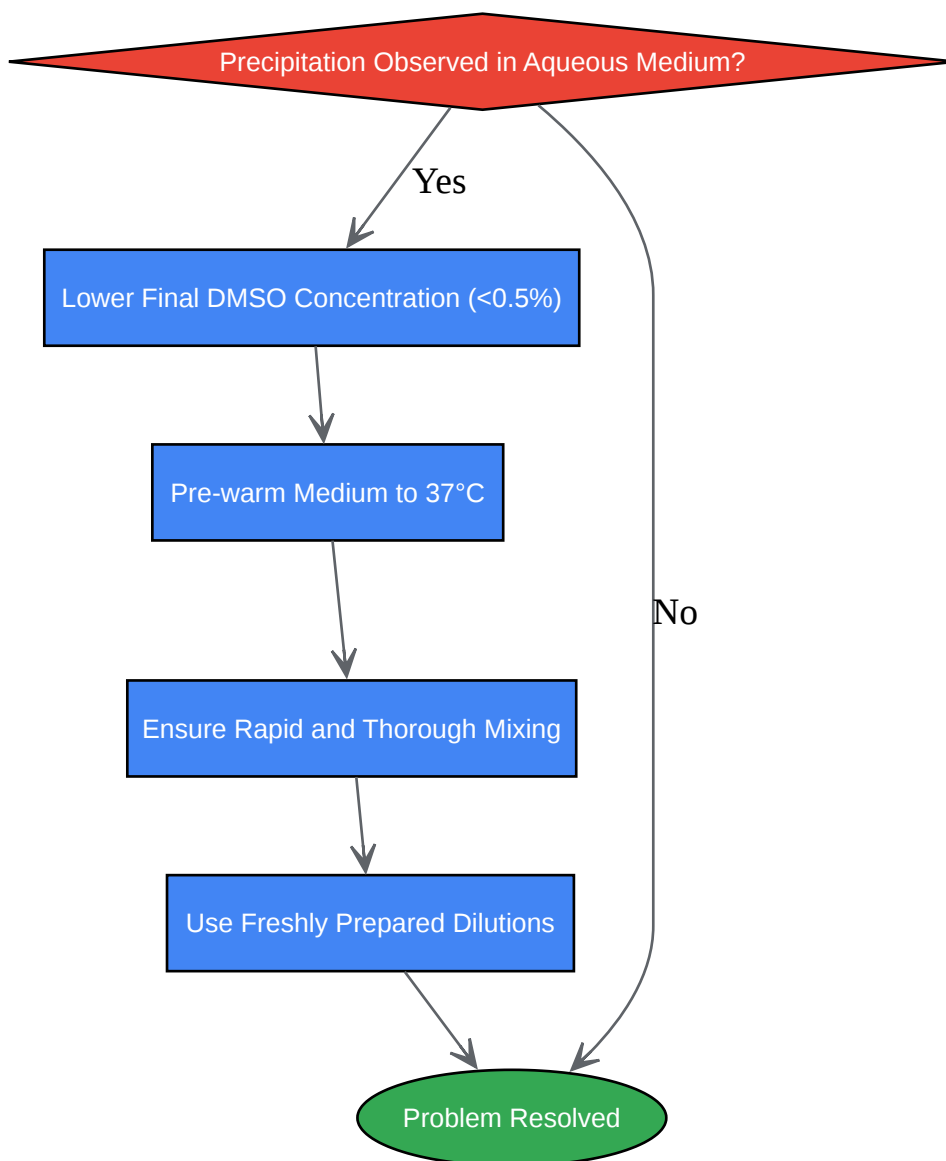 Precipitation Observed in Aqueous Medium?
Yes
Lower Final DMSO Concentration (<0.5%)
Pre-warm Medium to 37°C
No
Ensure Rapid and Thorough Mixing
Use Freshly Prepared Dilutions
Problem Resolved